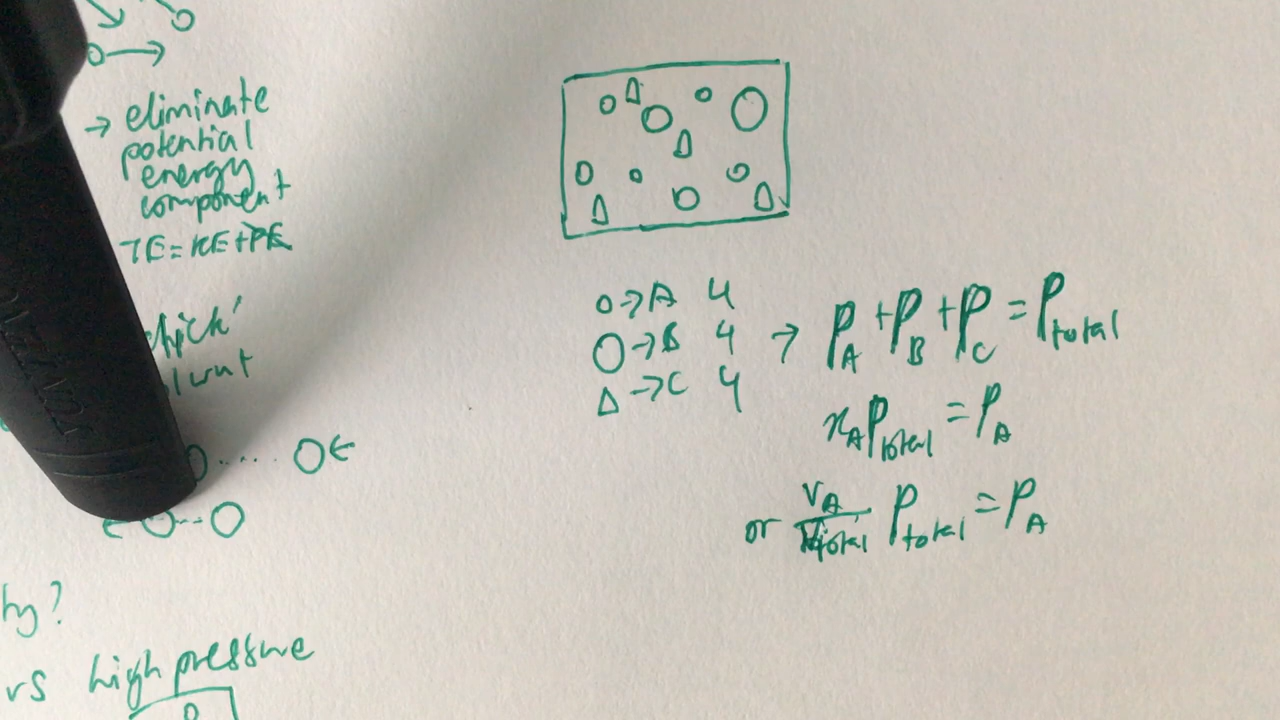 → eliminate
potential
energy
component
TE = KE + PE
high pressure
vs
o → A 4
O → B 4
Δ → C 4
→ P_A + P_B + P_C = P_total
x_A P_total = P_A
or V_A / V_total P_total = P_A